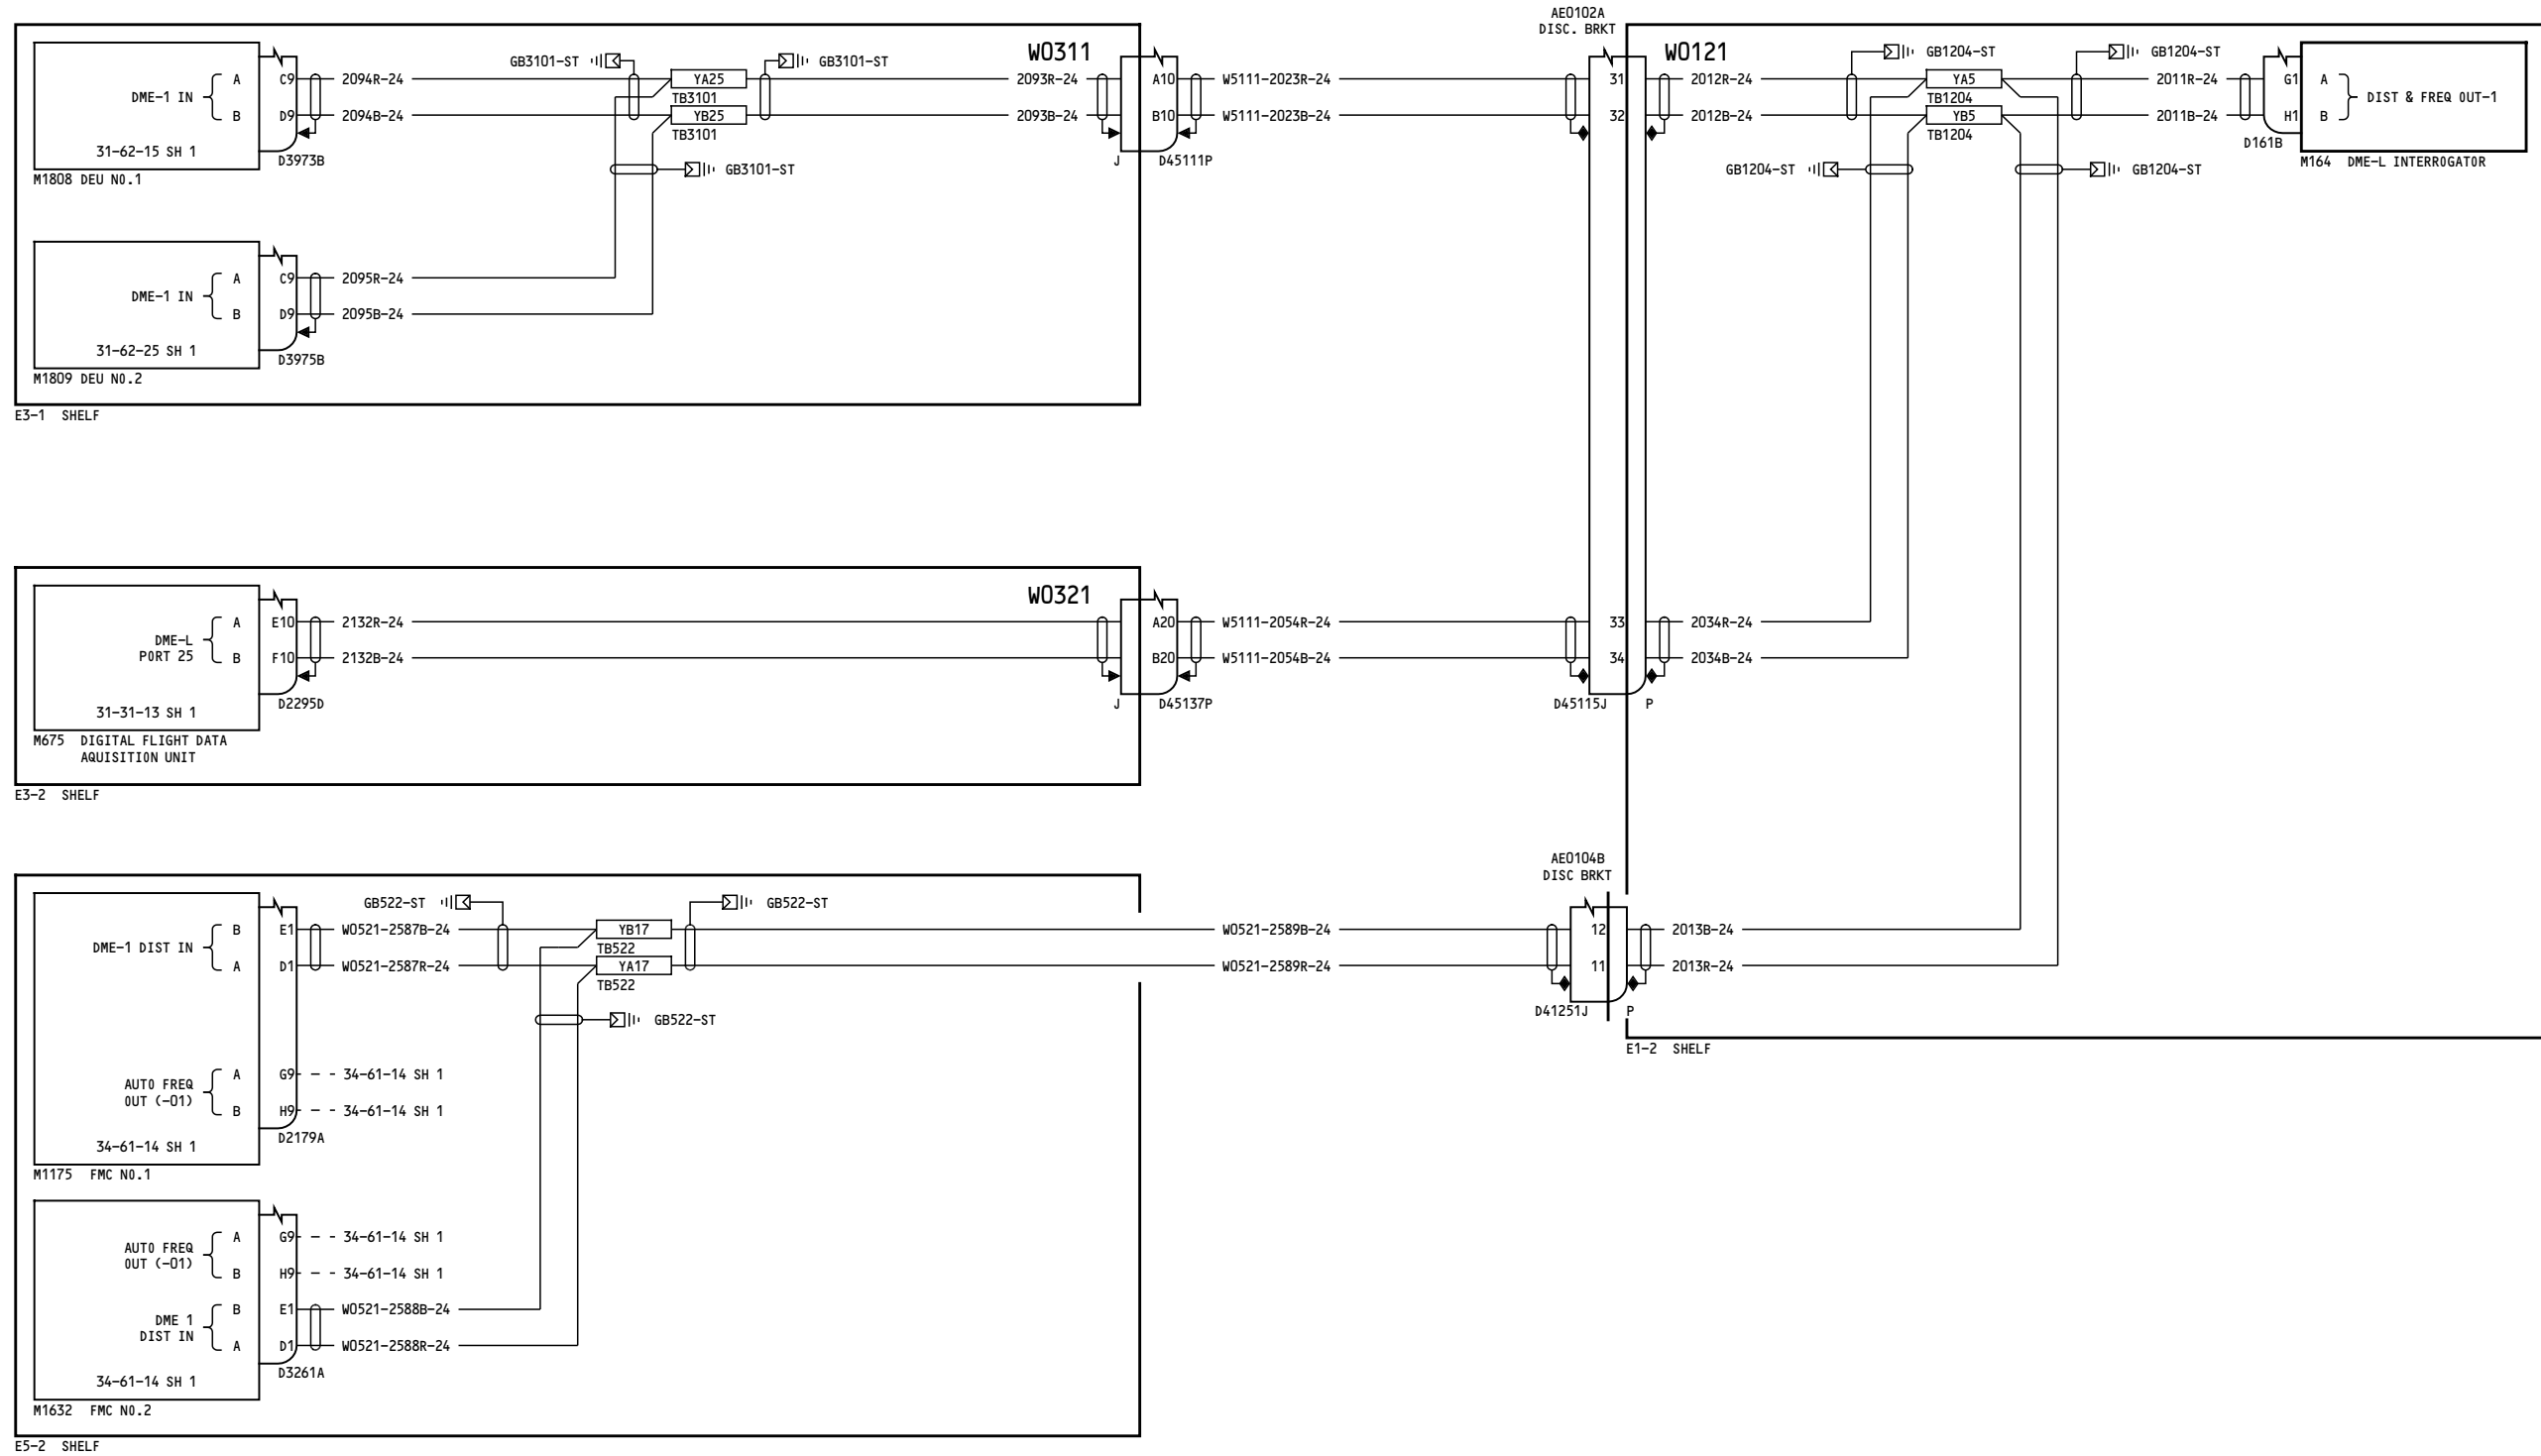 AE0102A
DISC. BRKT
W0311
W0121
GB3101-ST
GB3101-ST
GB1204-ST
GB1204-ST
DME-1 IN
A
C9
2094R-24
YA25
TB3101
2093R-24
A10
W5111-2023R-24
31
2012R-24
YA5
TB1204
2011R-24
G1
A
DIST & FREQ OUT-1
B
D9
2094B-24
YB25
TB3101
2093B-24
B10
W5111-2023B-24
32
2012B-24
YB5
TB1204
2011B-24
H1
B
D161B
31-62-15 SH 1
D3973B
J
D45111P
M164 DME-L INTERROGATOR
M1808 DEU NO.1
GB3101-ST
GB1204-ST
GB1204-ST
DME-1 IN
A
C9
2095R-24
B
D9
2095B-24
31-62-25 SH 1
D3975B
M1809 DEU NO.2
E3-1 SHELF
W0321
DME-L
PORT 25
A
E10
2132R-24
A20
W5111-2054R-24
33
2034R-24
B
F10
2132B-24
B20
W5111-2054B-24
34
2034B-24
31-31-13 SH 1
D2295D
J
D45137P
D45115J
P
M675 DIGITAL FLIGHT DATA
AQUISITION UNIT
E3-2 SHELF
AE0104B
DISC BRKT
GB522-ST
GB522-ST
DME-1 DIST IN
B
E1
W0521-2587B-24
YB17
TB522
W0521-2589B-24
12
2013B-24
A
D1
W0521-2587R-24
YA17
TB522
W0521-2589R-24
11
2013R-24
D41251J
P
GB522-ST
E1-2 SHELF
AUTO FREQ
OUT (-01)
A
G9
34-61-14 SH 1
B
H9
34-61-14 SH 1
D2179A
34-61-14 SH 1
M1175 FMC NO.1
AUTO FREQ
OUT (-01)
A
G9
34-61-14 SH 1
B
H9
34-61-14 SH 1
DME 1
DIST IN
B
E1
W0521-2588B-24
A
D1
W0521-2588R-24
D3261A
34-61-14 SH 1
M1632 FMC NO.2
E5-2 SHELF